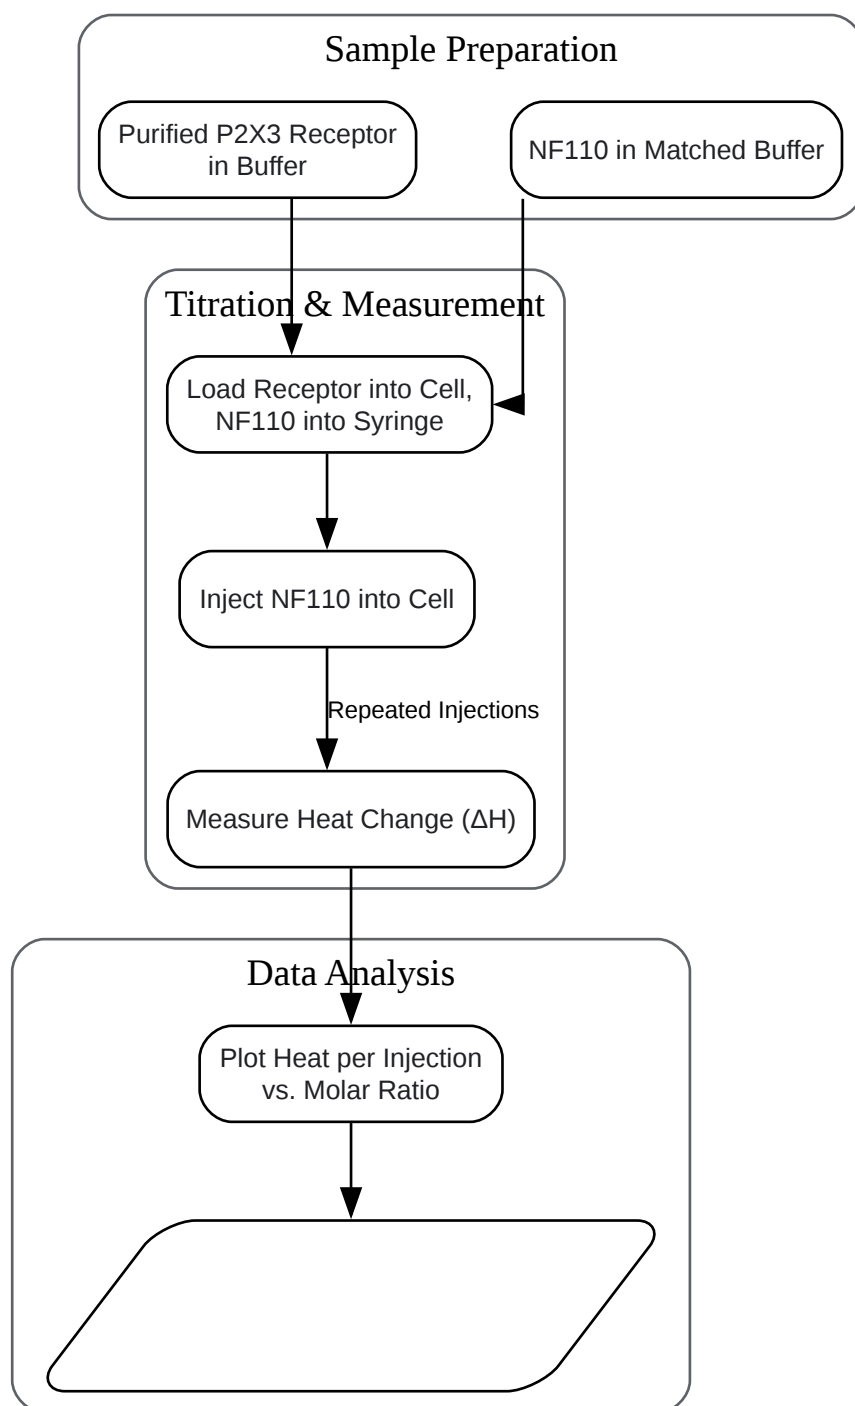 Sample Preparation
Purified P2X3 Receptor
in Buffer
NF110 in Matched Buffer
Titration & Measurement
Load Receptor into Cell,
NF110 into Syringe
Inject NF110 into Cell
Repeated Injections
Measure Heat Change (ΔH)
Data Analysis
Plot Heat per Injection
vs. Molar Ratio